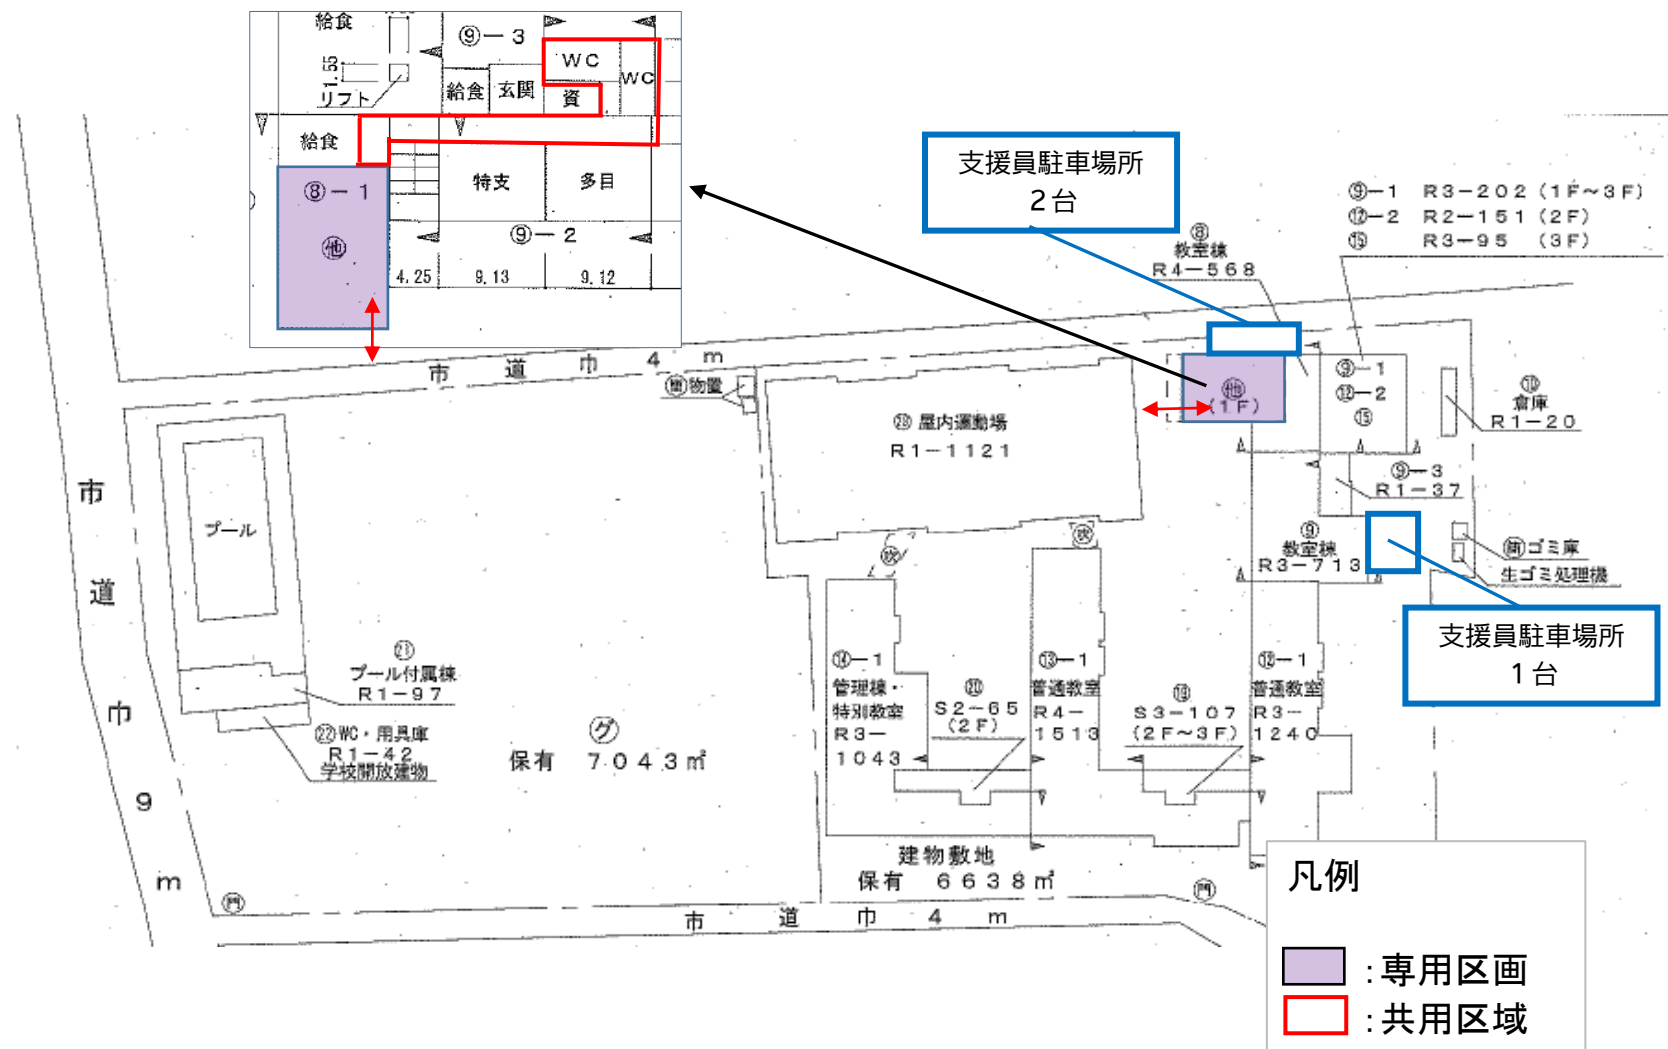 給食
⑨－3
WC
WC
1.55
リフト
給食
玄関
資
給食
⑧－1
特支
多目
他
⑨－2
4.25
9.13
9.12
支援員駐車場所
2台
⑨－1 R3－202（1F～3F）
⑫－2 R2－151（2F）
⑮ R3－95 （3F）
⑧
教室棟
R4－568
市道巾4m
物置
他
(1F)
⑨－1
⑫－2
⑮
⑩
倉庫
R1－20
屋内運動場
R1－1121
⑨－3
R1－37
プール
⑨
教室棟
R3－713
ゴミ庫
生ゴミ処理機
支援員駐車場所
1台
市道巾9m
㉑
プール付属棟
R1－97
㉒WC・用具庫
R1－42
学校開放建物
グ
保有 7043㎡
⑭－1
管理棟・
特別教室
R3－
1043
⑳
S2－65
(2F)
⑬－1
普通教室
R4－
1513
⑲
S3－107
(2F～3F)
⑫－1
普通教室
R3－
1240
建物敷地
保有 6638㎡
門
門
市道巾4m
凡例
：専用区画
：共用区域